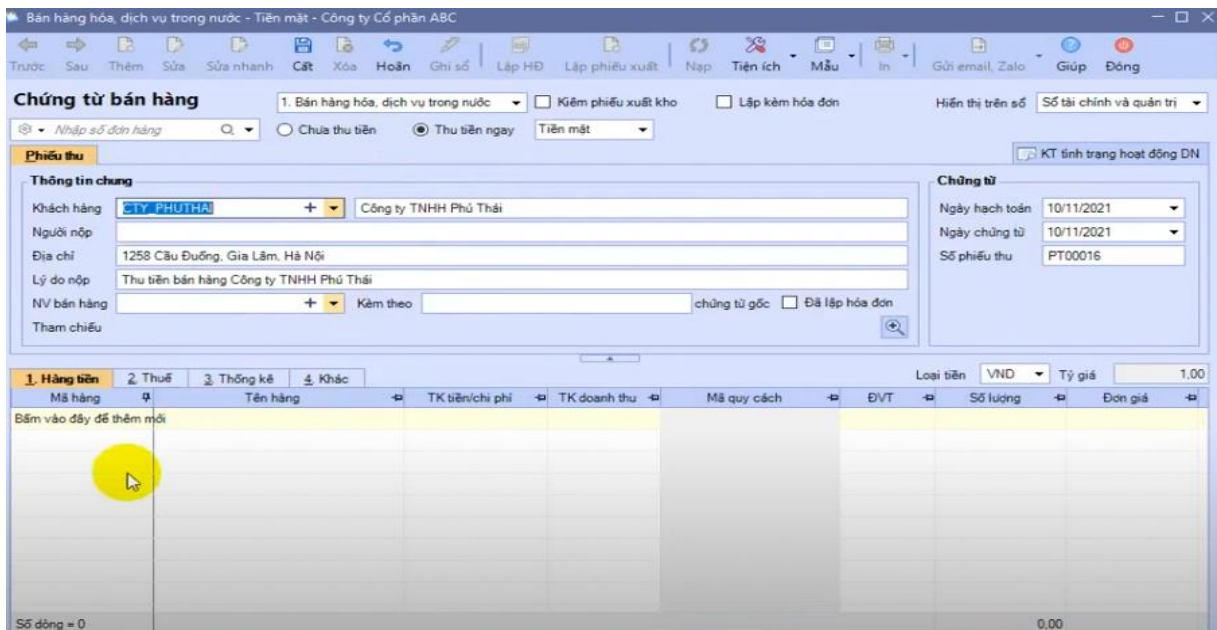 Bán hàng hóa, dịch vụ trong nước - Tiền mặt - Công ty Cổ phần ABC
Trước Sau Thêm Sửa Sửa nhanh Cất Xóa Hoãn Ghi sổ Lập HĐ Lập phiếu xuất Nạp Tiện ích Mẫu In Gửi email, Zalo Giúp Đóng
Chứng từ bán hàng 1. Bán hàng hóa, dịch vụ trong nước Kiêm phiếu xuất kho Lập kèm hóa đơn Hiển thị trên sổ Sổ tài chính và quản trị
Nhập số đơn hàng Chưa thu tiền Thu tiền ngay Tiền mặt
Phiếu thu KT tình trạng hoạt động DN
Thông tin chung Chứng từ
Khách hàng CTY_PHUTHAI Công ty TNHH Phú Thái Ngày hạch toán 10/11/2021
Người nộp Ngày chứng từ 10/11/2021
Địa chỉ 1258 Cầu Đuống, Gia Lâm, Hà Nội Số phiếu thu PT00016
Lý do nộp Thu tiền bán hàng Công ty TNHH Phú Thái
NV bán hàng Kèm theo chứng từ gốc Đã lập hóa đơn
Tham chiếu
1. Hàng tiền 2. Thuế 3. Thống kê 4. Khác Loại tiền VND Tỷ giá 1,00
Mã hàng Tên hàng TK tiền/chi phí TK doanh thu Mã quy cách ĐVT Số lượng Đơn giá
Bấm vào đây để thêm mới
Số dòng = 0 0,00